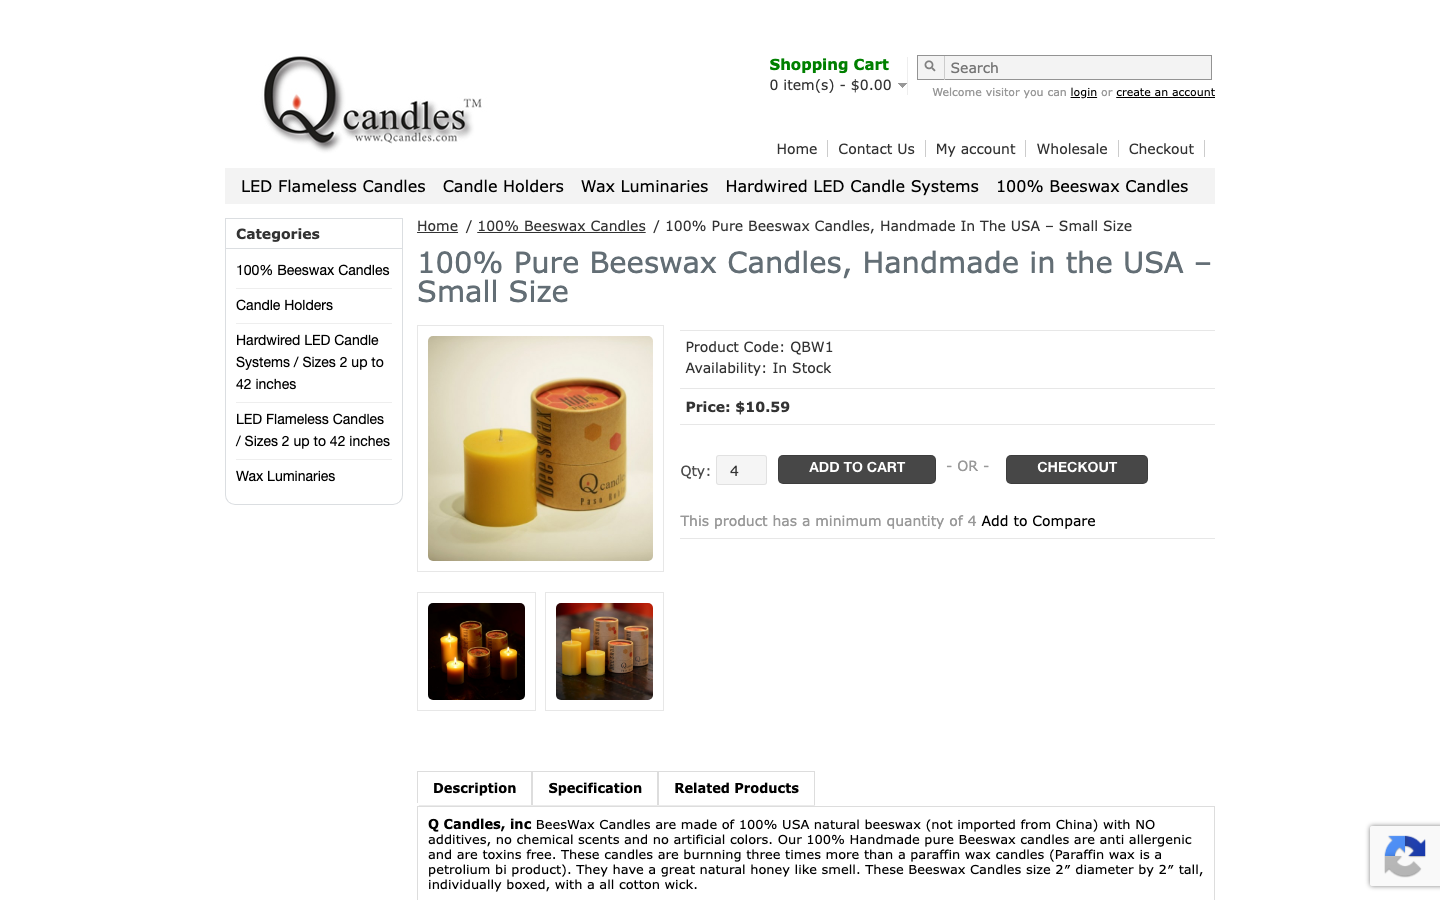 Qcandles™
www.Qcandles.com
Shopping Cart
0 item(s) - $0.00
Search
Welcome visitor you can login or create an account
Home
Contact Us
My account
Wholesale
Checkout
LED Flameless Candles
Candle Holders
Wax Luminaries
Hardwired LED Candle Systems
100% Beeswax Candles
Categories
100% Beeswax Candles
Candle Holders
Hardwired LED Candle
Systems / Sizes 2 up to
42 inches
LED Flameless Candles
/ Sizes 2 up to 42 inches
Wax Luminaries
Home / 100% Beeswax Candles / 100% Pure Beeswax Candles, Handmade In The USA – Small Size
100% Pure Beeswax Candles, Handmade in the USA –
Small Size
beeswax
Qcandles
Product Code: QBW1
Availability: In Stock
Price: $10.59
Qty: 4
ADD TO CART
- OR -
CHECKOUT
This product has a minimum quantity of 4 Add to Compare
Description
Specification
Related Products
Q Candles, inc BeesWax Candles are made of 100% USA natural beeswax (not imported from China) with NO
additives, no chemical scents and no artificial colors. Our 100% Handmade pure Beeswax candles are anti allergenic
and are toxins free. These candles are burnning three times more than a paraffin wax candles (Paraffin wax is a
petrolium bi product). They have a great natural honey like smell. These Beeswax Candles size 2″ diameter by 2″ tall,
individually boxed, with a all cotton wick.